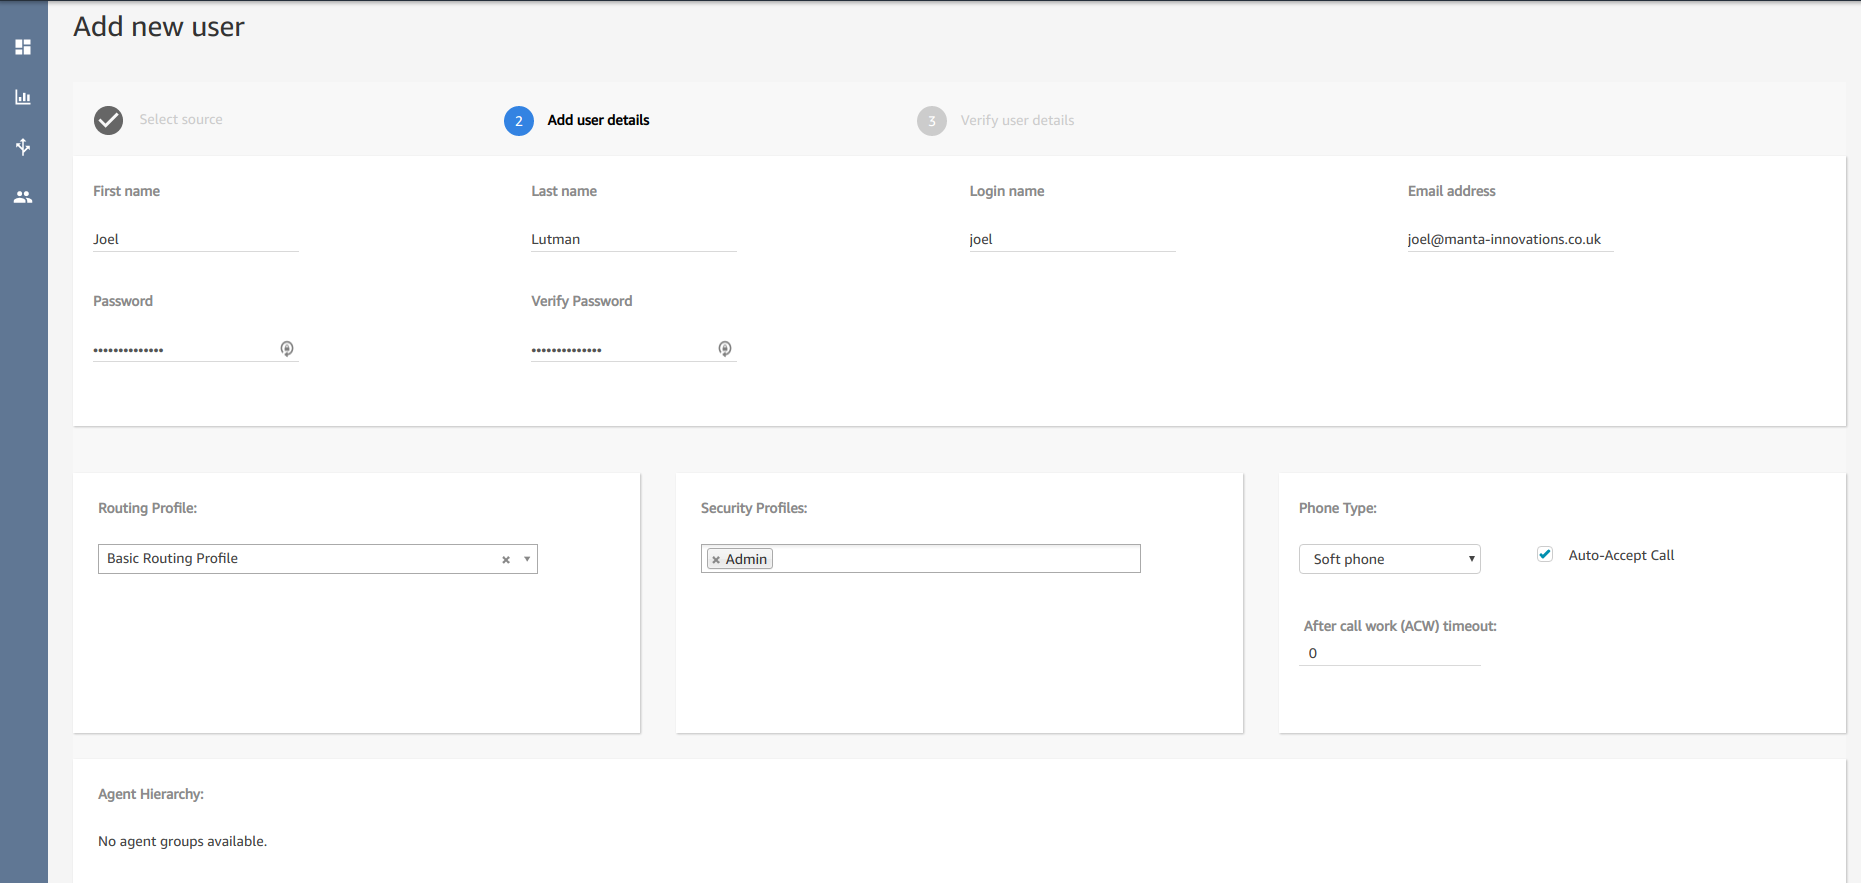 Add new user
Select source
2 Add user details
3 Verify user details
First name
Last name
Login name
Email address
Joel
Lutman
joel
joel@manta-innovations.co.uk
Password
Verify Password
••••••••••••••
••••••••••••••
Routing Profile:
Security Profiles:
Phone Type:
Basic Routing Profile × ▾
× Admin
Soft phone ▾
Auto-Accept Call
After call work (ACW) timeout:
0
Agent Hierarchy:
No agent groups available.